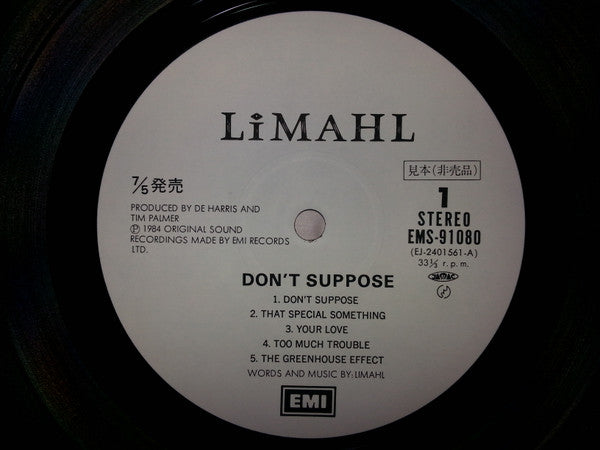 LiMAHL
見本(非売品)
7/5発売
1
STEREO
EMS-91080
(EJ-2401561-A)
33⅓ r.p.m.
JASRAC
PRODUCED BY DE HARRIS AND
TIM PALMER
Ⓟ 1984 ORIGINAL SOUND
RECORDINGS MADE BY EMI RECORDS
LTD.
DON'T SUPPOSE
1. DON'T SUPPOSE
2. THAT SPECIAL SOMETHING
3. YOUR LOVE
4. TOO MUCH TROUBLE
5. THE GREENHOUSE EFFECT
WORDS AND MUSIC BY: LIMAHL
EMI